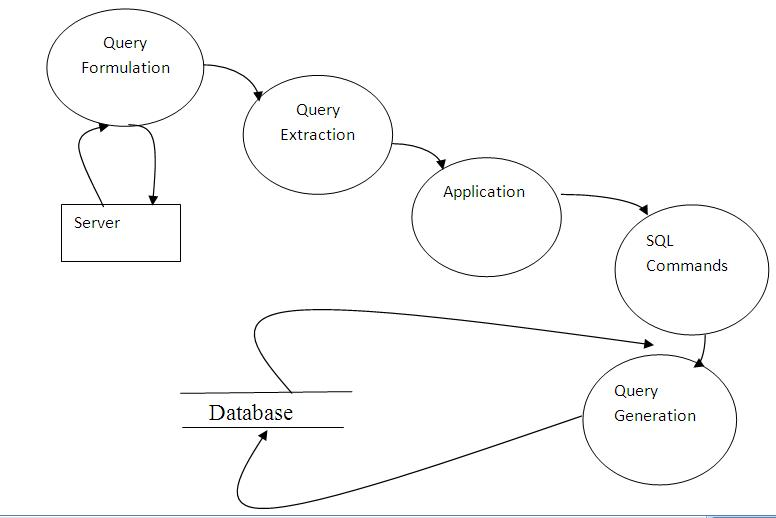 Query
Formulation
Query
Extraction
Application
Server
SQL
Commands
Query
Generation
Database